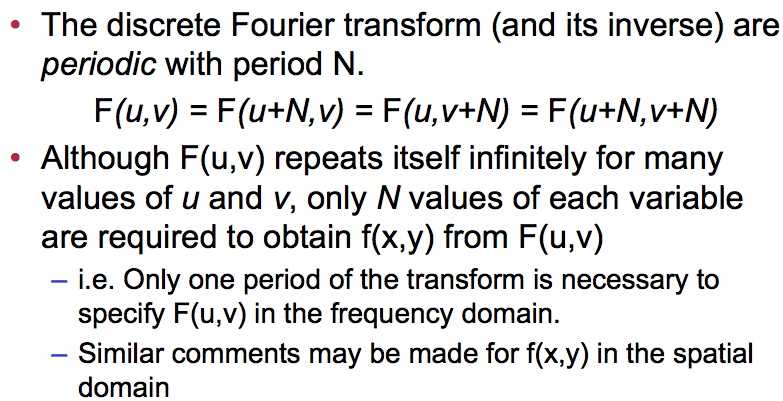 • The discrete Fourier transform (and its inverse) are
periodic with period N.
F(u,v) = F(u+N,v) = F(u,v+N) = F(u+N,v+N)
• Although F(u,v) repeats itself infinitely for many
values of u and v, only N values of each variable
are required to obtain f(x,y) from F(u,v)
– i.e. Only one period of the transform is necessary to
specify F(u,v) in the frequency domain.
– Similar comments may be made for f(x,y) in the spatial
domain